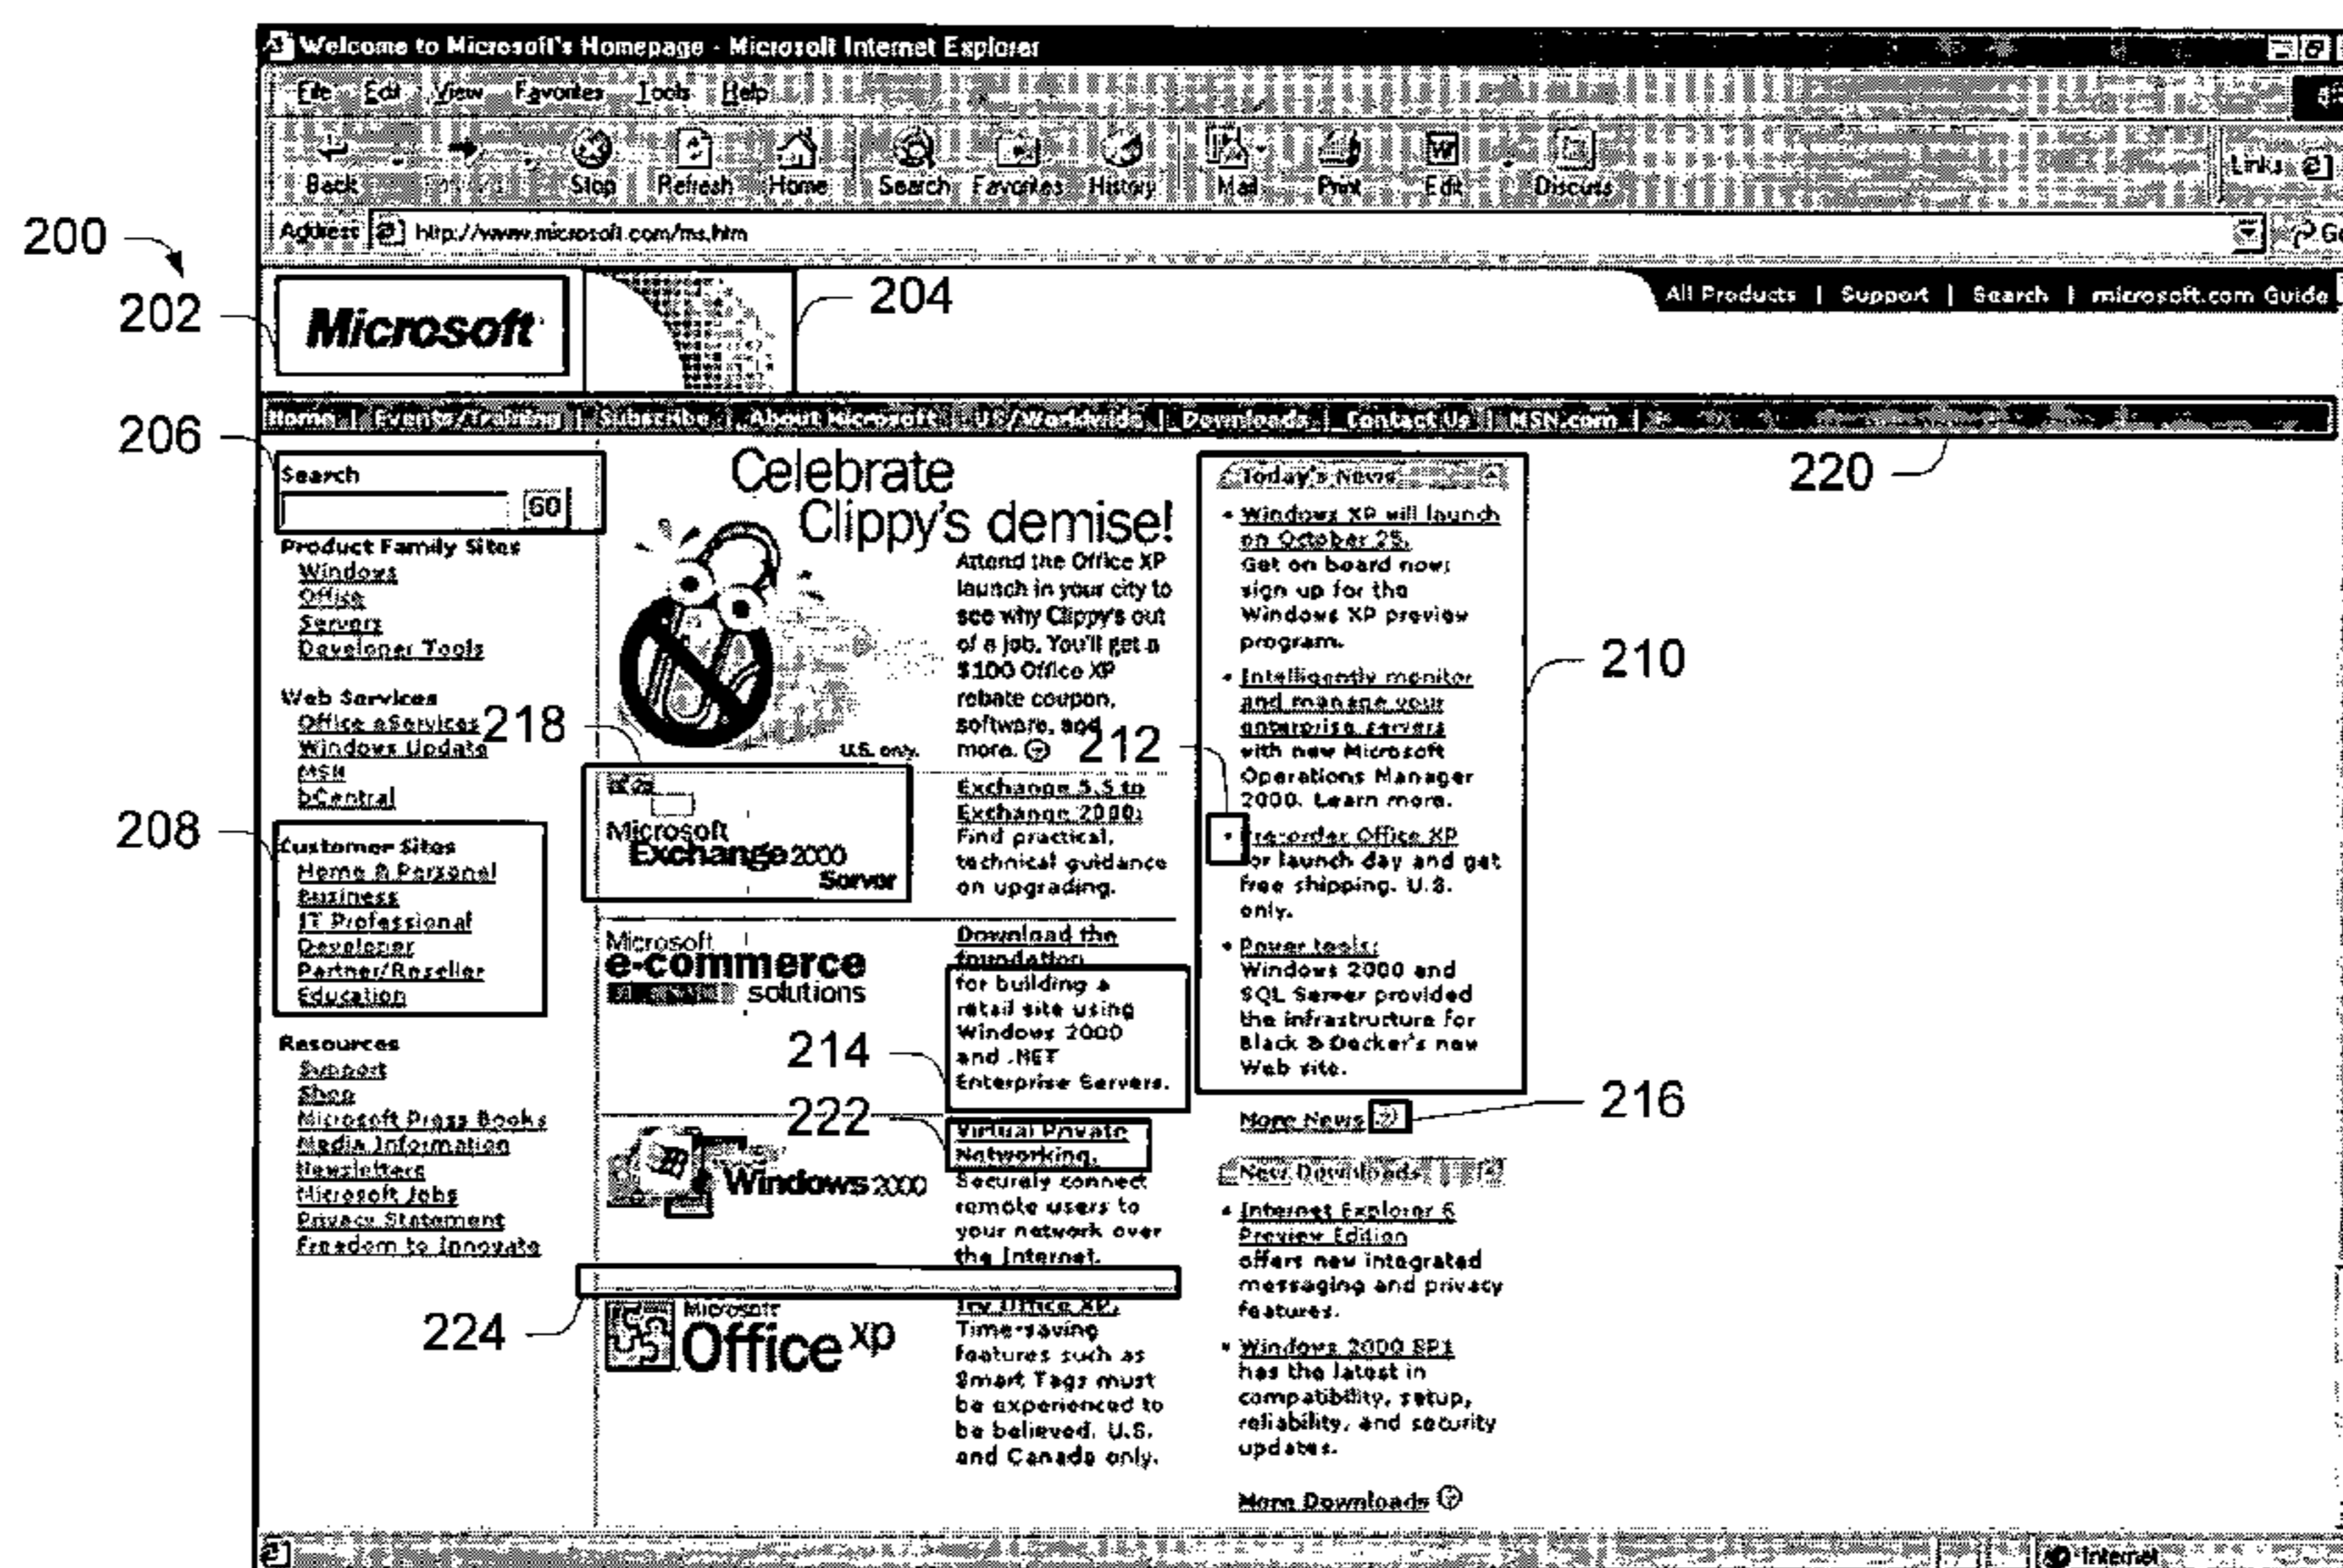 Welcome to Microsoft's Homepage - Microsoft Internet Explorer
File Edit View Favorites Tools Help
Back Stop Refresh Home Search Favorites History Mail Print Edit Discuss Links
Address http://www.microsoft.com/ms.htm
200
202
Microsoft
204
All Products | Support | Search | microsoft.com Guide
Home | Events/Training | Subscribe | About Microsoft | US/Worldwide | Downloads | Contact Us | MSN.com |
206
220
Search
GO
Product Family Sites
Windows
Office
Servers
Developer Tools
Web Services
Office eServices
Windows Update
MSN
bCentral
208
Customer Sites
Home & Personal
Business
IT Professional
Developer
Partner/Reseller
Education
Resources
Support
Shop
Microsoft Press Books
Media Information
Newsletters
Microsoft Jobs
Privacy Statement
Freedom to Innovate
Celebrate
Clippy's demise!
Attend the Office XP
launch in your city to
see why Clippy's out
of a job. You'll get a
$100 Office XP
rebate coupon,
software, and
more.
U.S. only.
218
212
Microsoft
Exchange 2000
Server
Exchange 5.5 to
Exchange 2000:
Find practical,
technical guidance
on upgrading.
Microsoft
e-commerce
solutions
Download the
foundation
for building a
retail site using
Windows 2000
and .NET
Enterprise Servers.
214
222
Windows 2000
Virtual Private
Networking.
Securely connect
remote users to
your network over
the Internet.
224
Microsoft
Office xp
Try Office XP.
Time-saving
features such as
Smart Tags must
be experienced to
be believed. U.S.
and Canada only.
Today's News
Windows XP will launch
on October 25.
Get on board now:
sign up for the
Windows XP preview
program.
210
Intelligently monitor
and manage your
enterprise servers
with new Microsoft
Operations Manager
2000. Learn more.
Pre-order Office XP
for launch day and get
free shipping. U.S.
only.
Power tools:
Windows 2000 and
SQL Server provided
the infrastructure for
Black & Decker's new
Web site.
More News
216
New Downloads
Internet Explorer 6
Preview Edition
offers new integrated
messaging and privacy
features.
Windows 2000 SP1
has the latest in
compatibility, setup,
reliability, and security
updates.
More Downloads
Internet